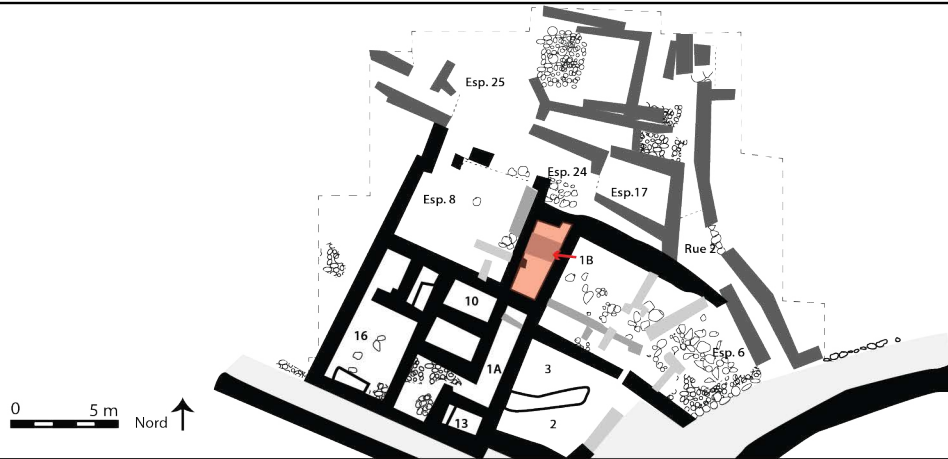 Esp. 25
Esp. 24
Esp.17
Esp. 8
Rue 2
1B
10
16
Esp. 6
1A
3
0 5 m
Nord
13
2